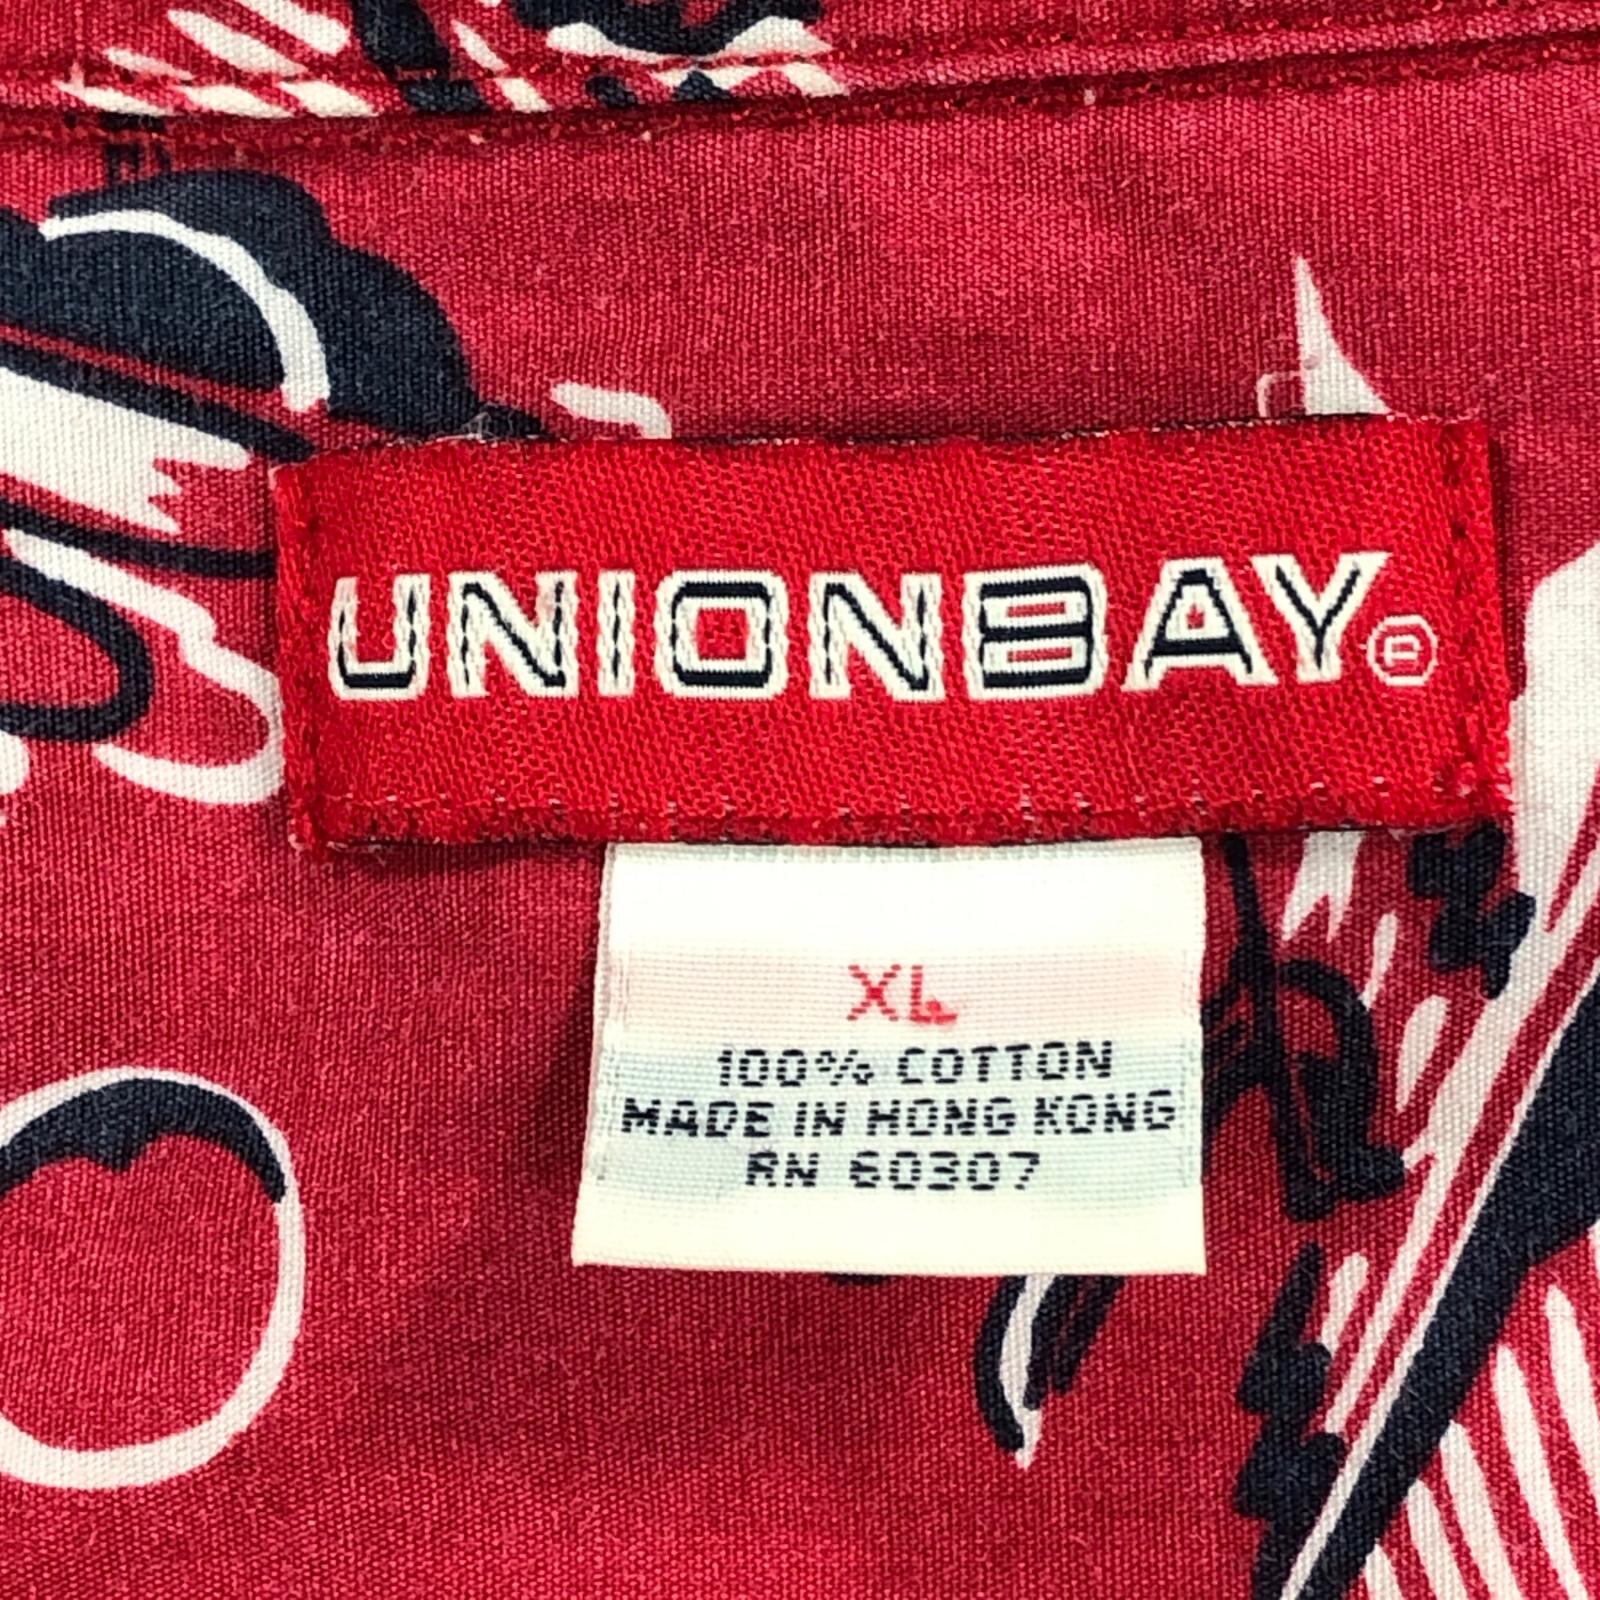 UNIONBAY®
XL
100% COTTON
MADE IN HONG KONG
RN 60307